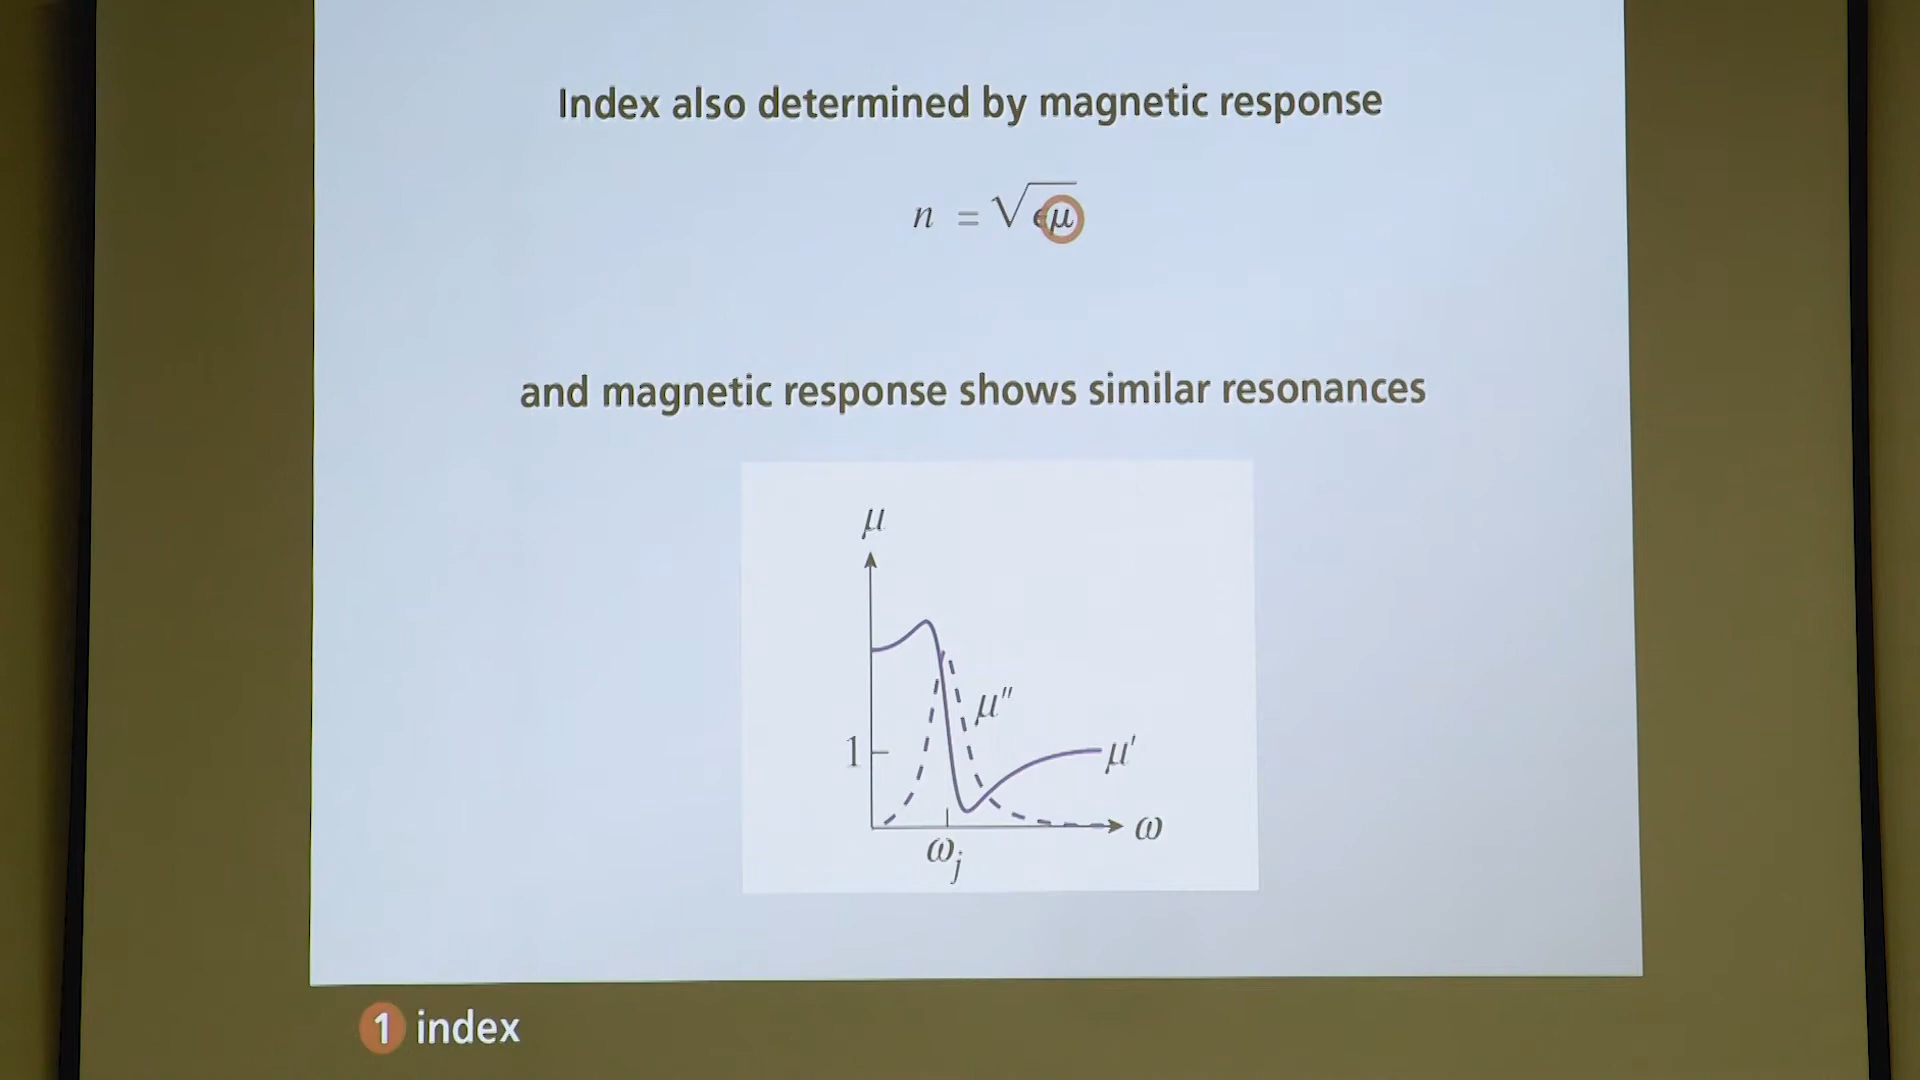 Index also determined by magnetic response
n = √ϵμ
and magnetic response shows similar resonances
μ
μ″
1
μ′
ω
ωj
1 index